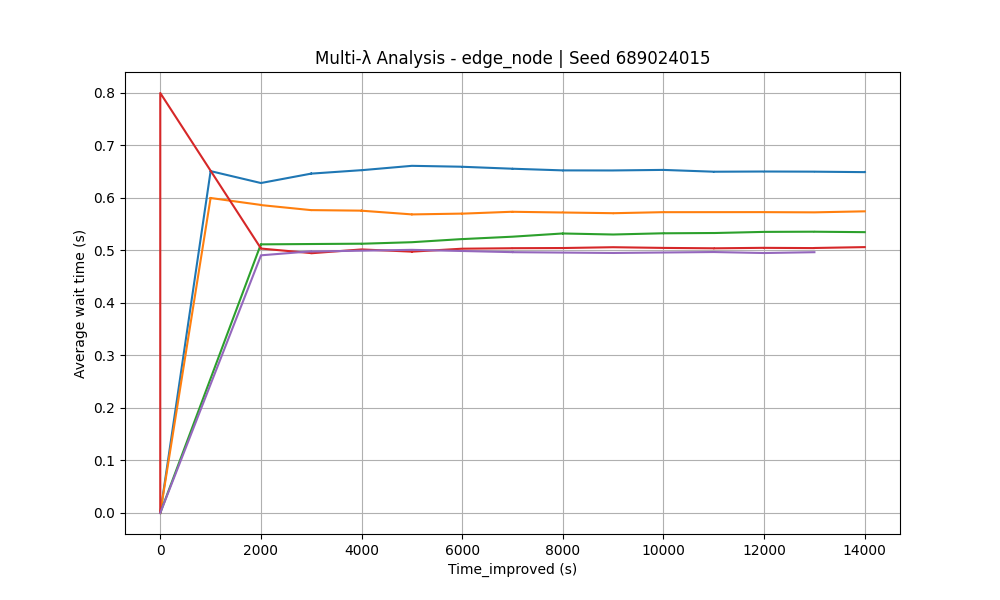 Multi-λ Analysis - edge_node | Seed 689024015
Average wait time (s)
0.8
0.7
0.6
0.5
0.4
0.3
0.2
0.1
0.0
0 2000 4000 6000 8000 10000 12000 14000
Time_improved (s)